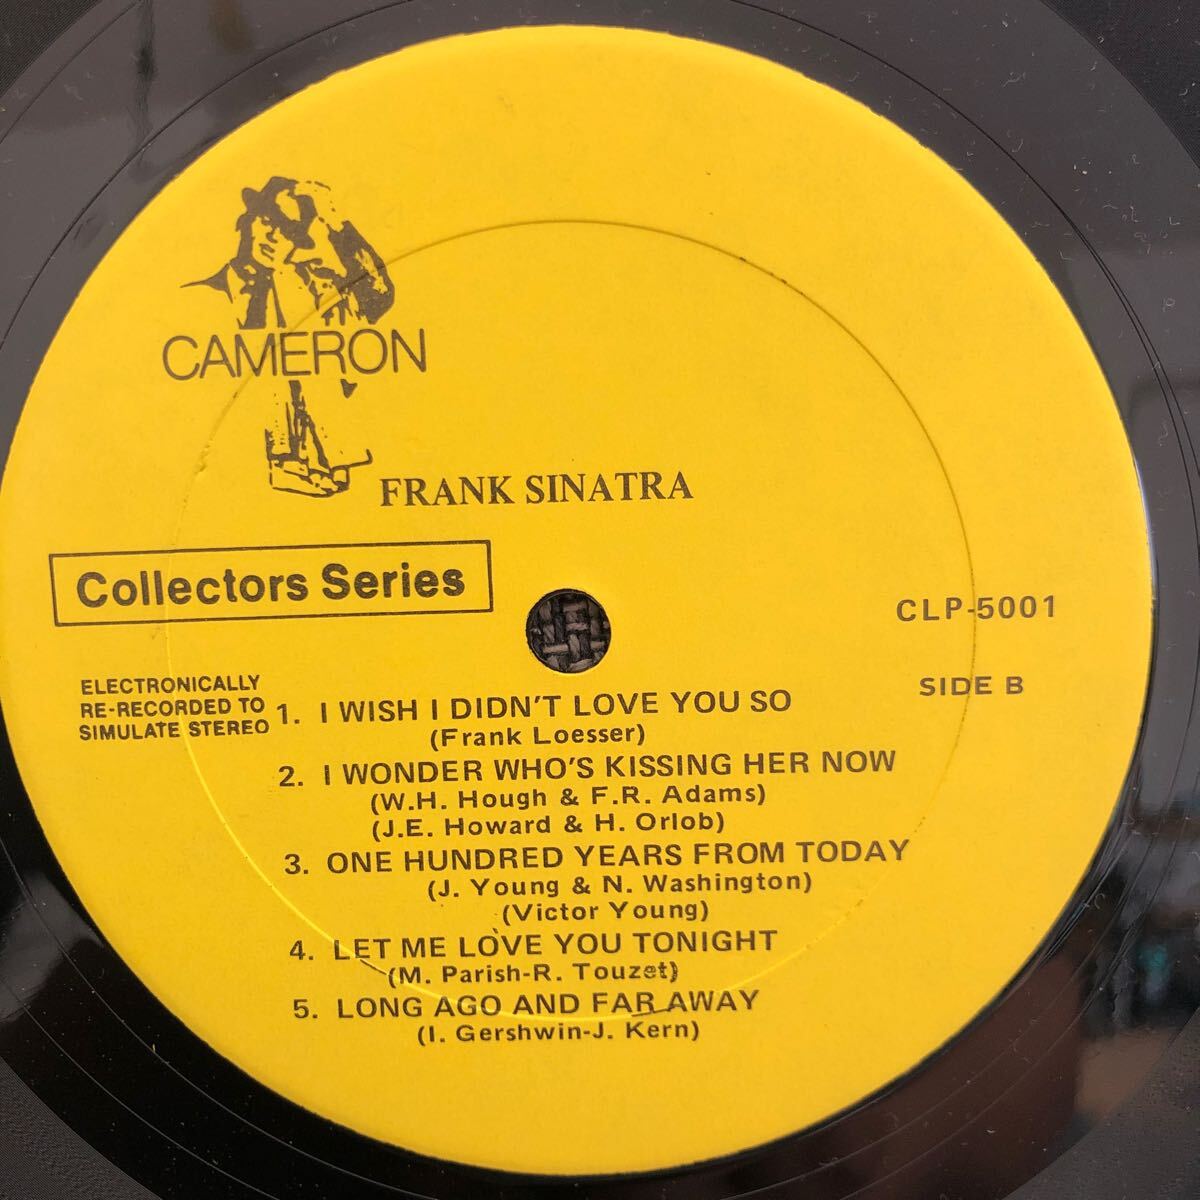 CAMERON
FRANK SINATRA
Collectors Series
CLP-5001
SIDE B
ELECTRONICALLY
RE-RECORDED TO
SIMULATE STEREO
1. I WISH I DIDN'T LOVE YOU SO
(Frank Loesser)
2. I WONDER WHO'S KISSING HER NOW
(W.H. Hough & F.R. Adams)
(J.E. Howard & H. Orlob)
3. ONE HUNDRED YEARS FROM TODAY
(J. Young & N. Washington)
(Victor Young)
4. LET ME LOVE YOU TONIGHT
(M. Parish-R. Touzet)
5. LONG AGO AND FAR AWAY
(I. Gershwin-J. Kern)